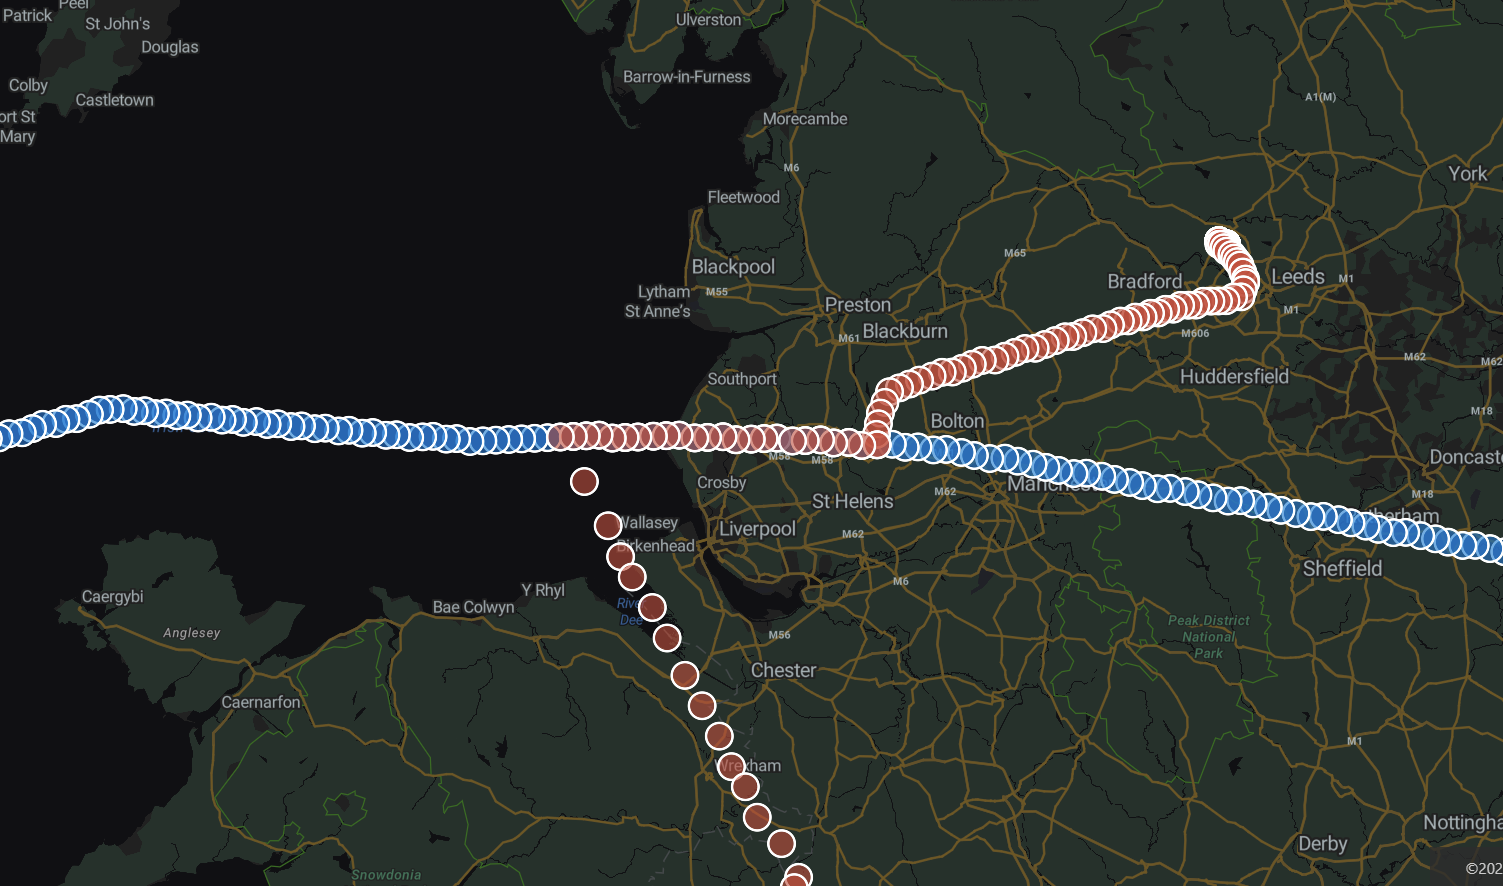 Peel
Patrick
St John's
Douglas
Colby
Castletown
ort St
Mary
Ulverston
Barrow-in-Furness
Morecambe
M6
Fleetwood
Blackpool
Lytham
St Anne's
M55
Preston
M61
Blackburn
M65
A1(M)
York
Bradford
Leeds
M1
M1
M606
M62
M62
Huddersfield
Southport
Bolton
M18
M58
M58
Doncast
Crosby
St Helens
M62
M18
Wallasey
Liverpool
M62
Birkenhead
Sheffield
Caergybi
Y Rhyl
Bae Colwyn
M6
River
Dee
Anglesey
M56
Peak District
National
Park
Chester
Caernarfon
M1
Wrexham
Nottingha
Derby
Snowdonia
©202